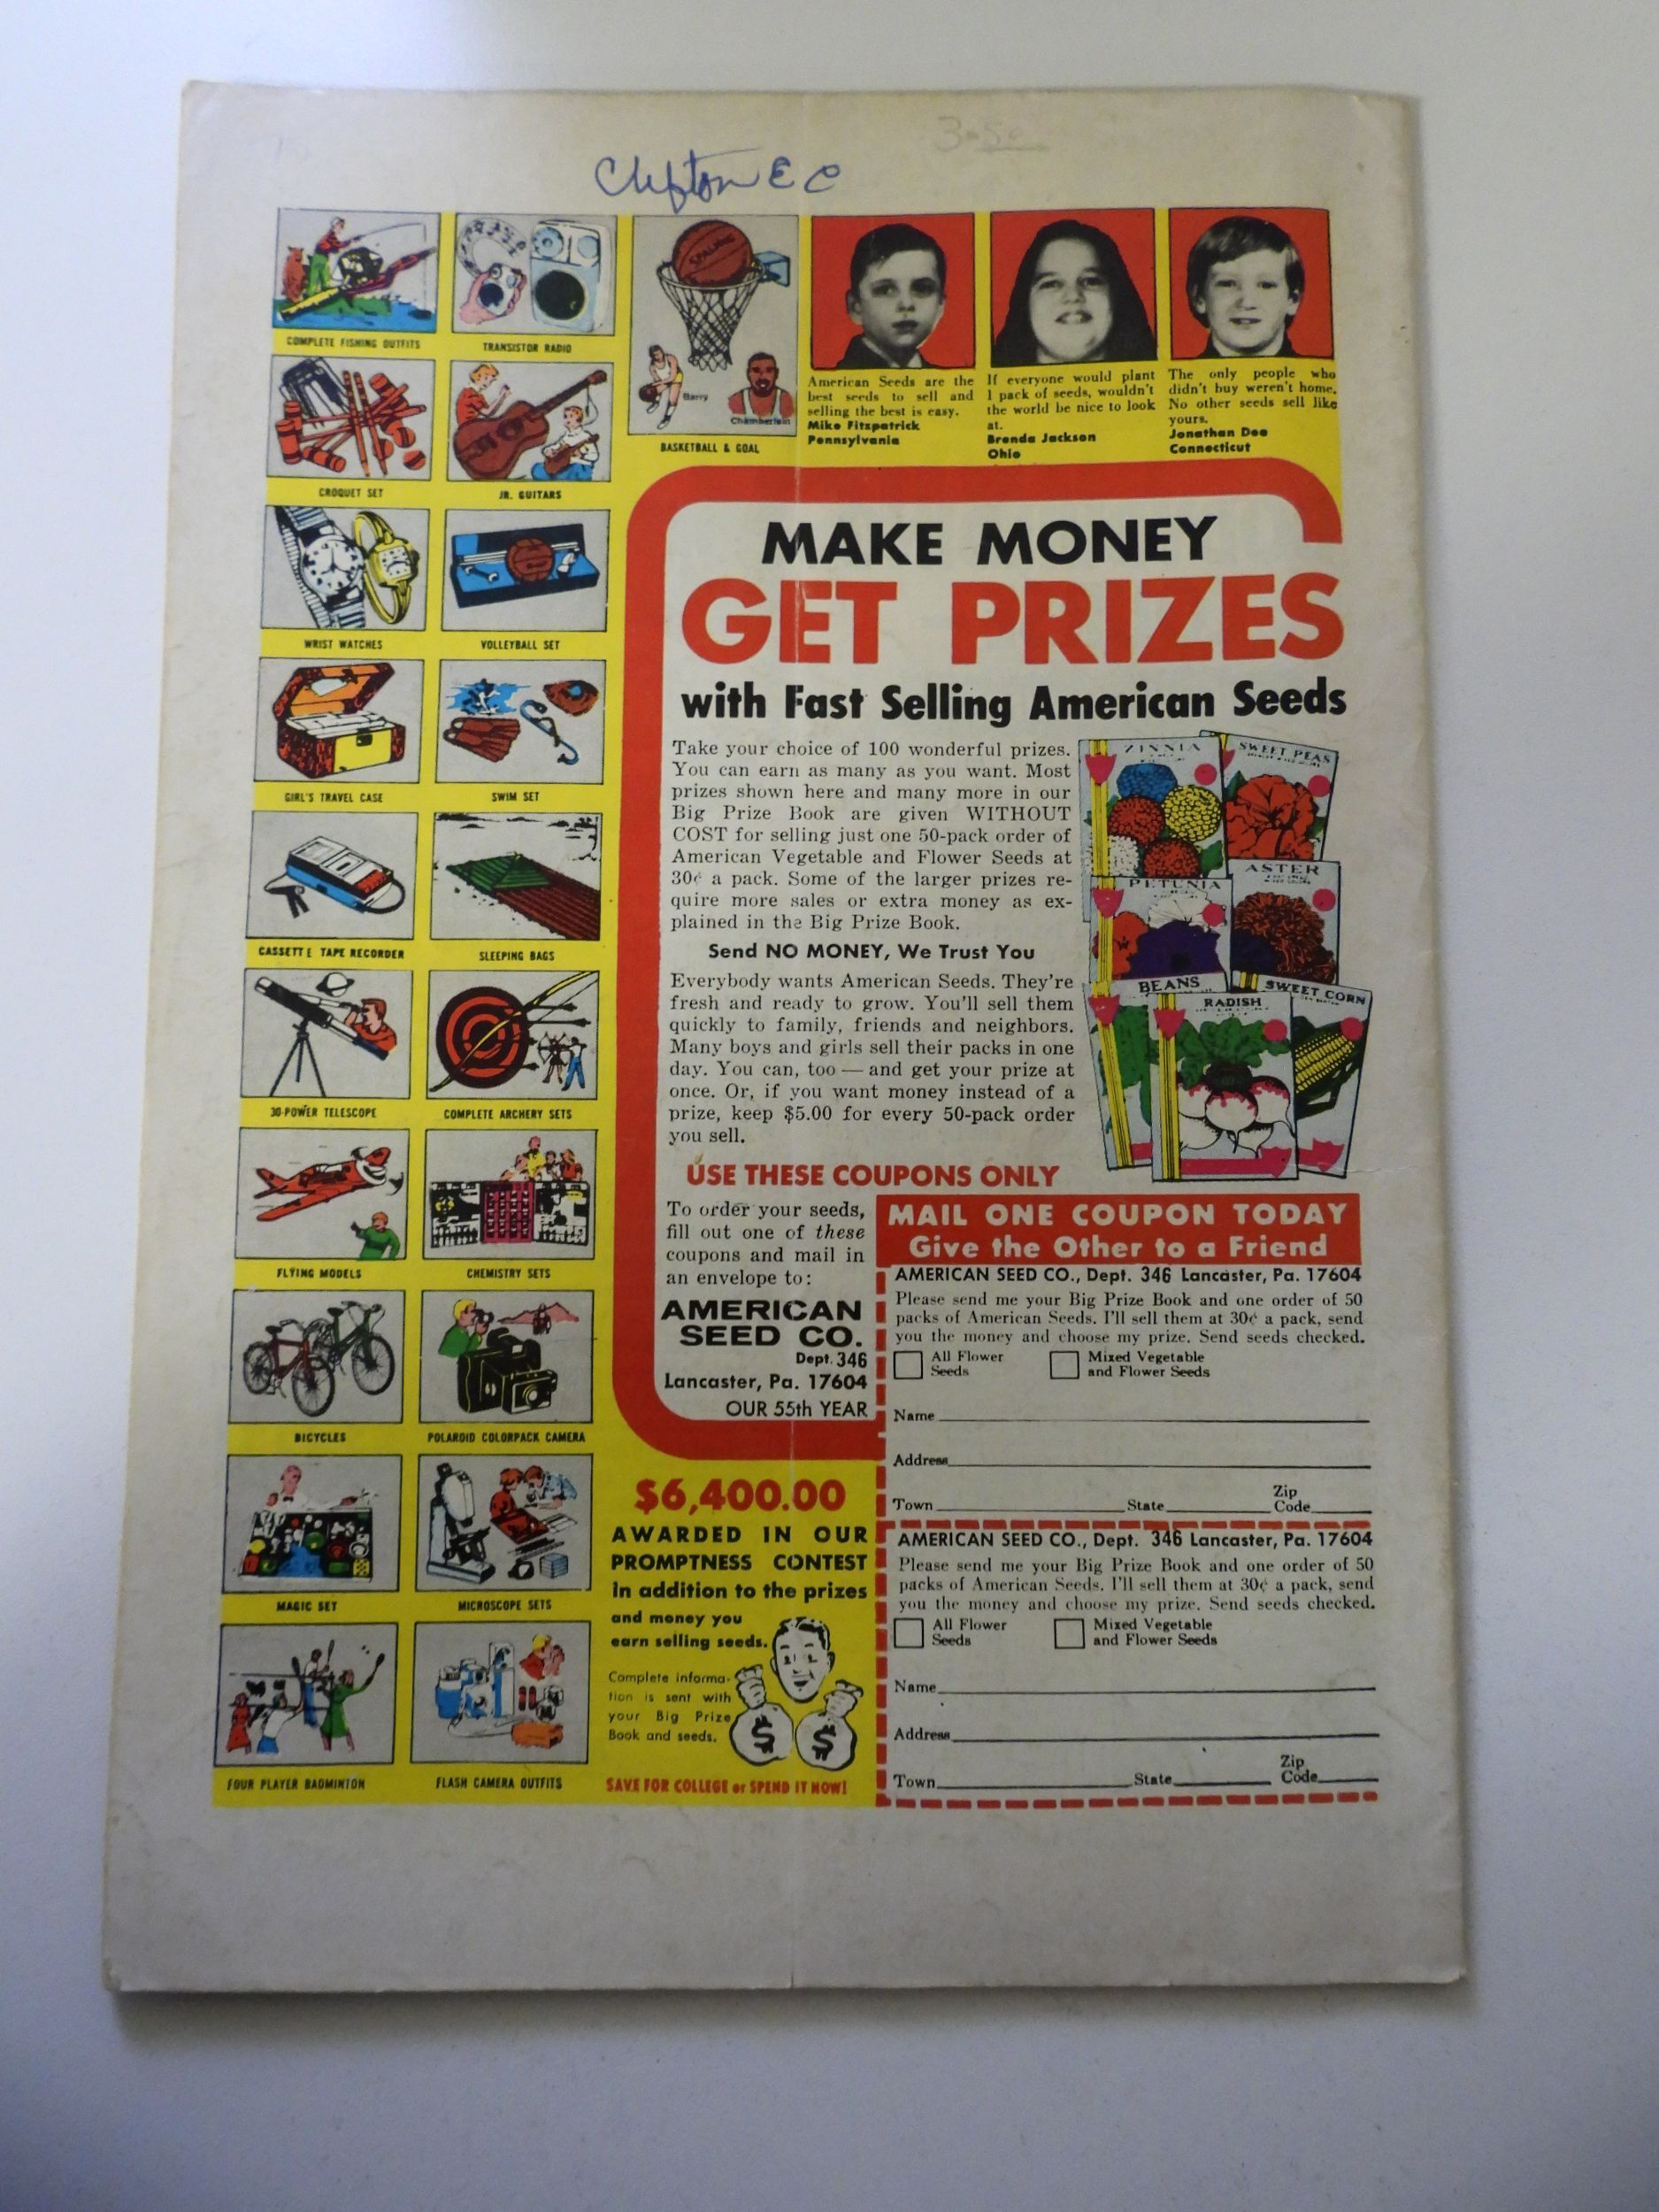 Clifton E C
COMPLETE FISHING OUTFITS
TRANSISTOR RADIO
SPALDING
Barry
Chamberlain
BASKETBALL & GOAL
American Seeds are the
best seeds to sell and
selling the best is easy.
Mike Fitzpatrick
Pennsylvania
If everyone would plant
1 pack of seeds, wouldn't
the world be nice to look
at.
Brenda Jackson
Ohio
The only people who
didn't buy weren't home.
No other seeds sell like
yours.
Jonathan Doe
Connecticut
CROQUET SET
JR. GUITARS
WRIST WATCHES
VOLLEYBALL SET
GIRL'S TRAVEL CASE
SWIM SET
CASSETTE TAPE RECORDER
SLEEPING BAGS
30-POWER TELESCOPE
COMPLETE ARCHERY SETS
FLYING MODELS
CHEMISTRY SETS
BICYCLES
POLAROID COLORPACK CAMERA
MAGIC SET
MICROSCOPE SETS
FOUR PLAYER BADMINTON
FLASH CAMERA OUTFITS
MAKE MONEY
GET PRIZES
with Fast Selling American Seeds
Take your choice of 100 wonderful prizes.
You can earn as many as you want. Most
prizes shown here and many more in our
Big Prize Book are given WITHOUT
COST for selling just one 50-pack order of
American Vegetable and Flower Seeds at
30¢ a pack. Some of the larger prizes re-
quire more sales or extra money as ex-
plained in the Big Prize Book.
Send NO MONEY, We Trust You
Everybody wants American Seeds. They're
fresh and ready to grow. You'll sell them
quickly to family, friends and neighbors.
Many boys and girls sell their packs in one
day. You can, too — and get your prize at
once. Or, if you want money instead of a
prize, keep $5.00 for every 50-pack order
you sell.
ZINNIA
SWEET PEAS
PETUNIA
ASTER
BEANS
RADISH
SWEET CORN
USE THESE COUPONS ONLY
To order your seeds,
fill out one of these
coupons and mail in
an envelope to:
AMERICAN
SEED CO.
Dept. 346
Lancaster, Pa. 17604
OUR 55th YEAR
MAIL ONE COUPON TODAY
Give the Other to a Friend
AMERICAN SEED CO., Dept. 346 Lancaster, Pa. 17604
Please send me your Big Prize Book and one order of 50
packs of American Seeds. I'll sell them at 30¢ a pack, send
you the money and choose my prize. Send seeds checked.
All Flower
Seeds
Mixed Vegetable
and Flower Seeds
Name
Address
Town State Zip Code
AMERICAN SEED CO., Dept. 346 Lancaster, Pa. 17604
Please send me your Big Prize Book and one order of 50
packs of American Seeds. I'll sell them at 30¢ a pack, send
you the money and choose my prize. Send seeds checked.
All Flower
Seeds
Mixed Vegetable
and Flower Seeds
Name
Address
Town State Zip Code
$6,400.00
AWARDED IN OUR
PROMPTNESS CONTEST
in addition to the prizes
and money you
earn selling seeds.
Complete informa-
tion is sent with
your Big Prize
Book and seeds.
$ $
SAVE FOR COLLEGE or SPEND IT NOW!